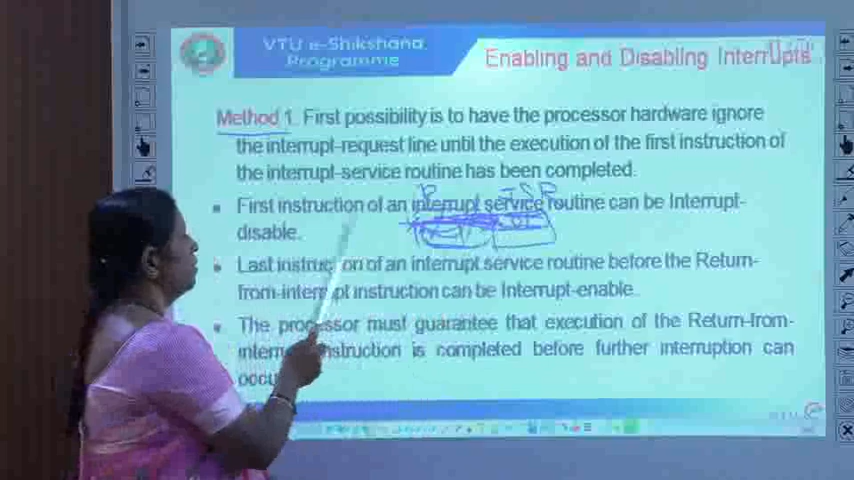 VTU e-Shikshana
Programme
Enabling and Disabling Interrupts
Method 1. First possibility is to have the processor hardware ignore
the interrupt-request line until the execution of the first instruction of
the interrupt-service routine has been completed.
P ISR
First instruction of an interrupt service routine can be Interrupt-
disable.
Last instruction of an interrupt service routine before the Return-
from-interrupt instruction can be Interrupt-enable.
The processor must guarantee that execution of the Return-from-
interrupt instruction is completed before further interruption can